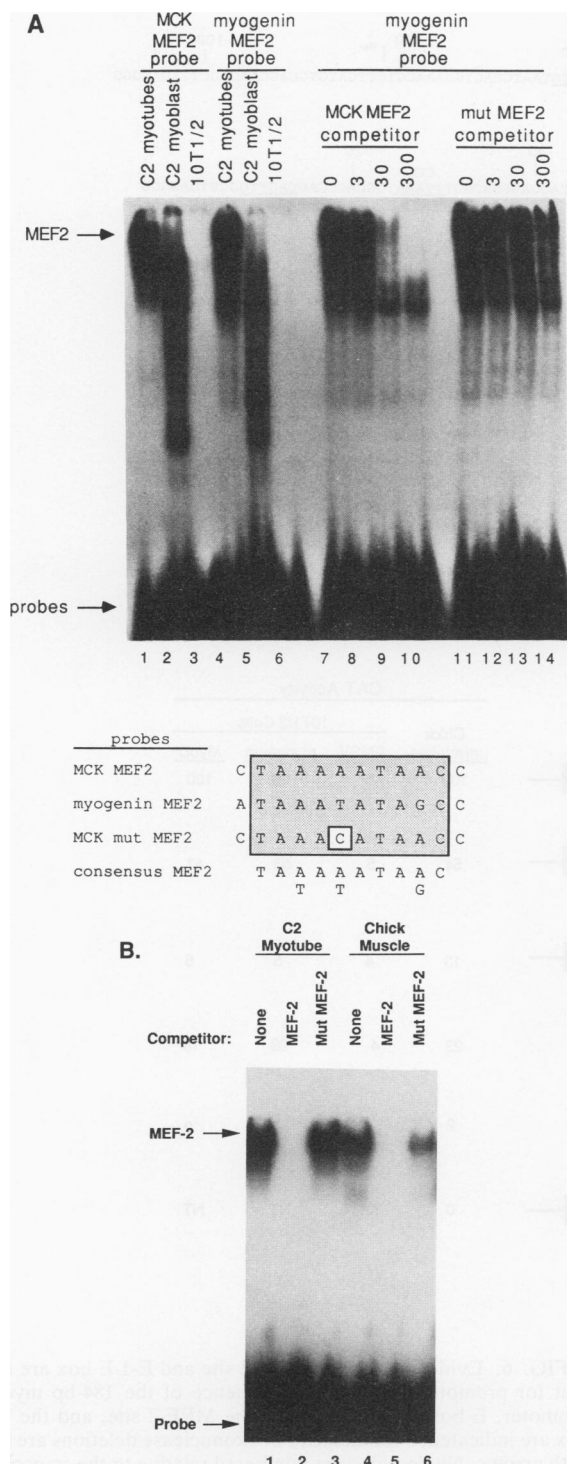 A
MCK MEF2 probe
myogenin MEF2 probe
myogenin MEF2 probe
C2 myotubes
C2 myoblast
10T1/2
C2 myotubes
C2 myoblast
10T1/2
MCK MEF2 competitor
mut MEF2 competitor
0 3 30 300 0 3 30 300
MEF2
probes
1 2 3 4 5 6 7 8 9 10 11 12 13 14
probes
MCK MEF2 C T A A A A A T A A C C
myogenin MEF2 A T A A A T A T A G C C
MCK mut MEF2 C T A A A C A T A A C C
consensus MEF2 T A A A A A T A A C
T T G
B.
C2 Myotube
Chick Muscle
Competitor: None MEF-2 Mut MEF-2 None MEF-2 Mut MEF-2
MEF-2
Probe
1 2 3 4 5 6